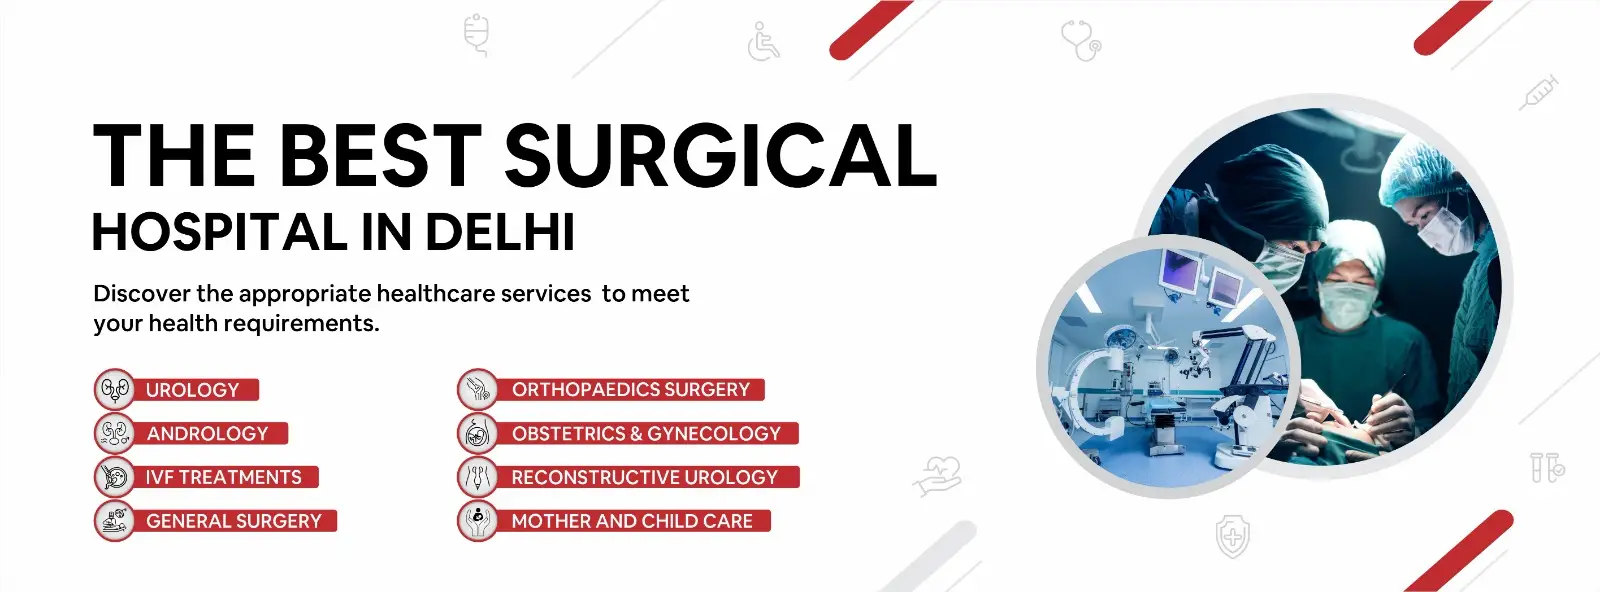 THE BEST SURGICAL
HOSPITAL IN DELHI
Discover the appropriate healthcare services  to meet
your health requirements.
UROLOGY
ANDROLOGY
IVF TREATMENTS
GENERAL SURGERY
ORTHOPAEDICS SURGERY
OBSTETRICS & GYNECOLOGY
RECONSTRUCTIVE UROLOGY
MOTHER AND CHILD CARE